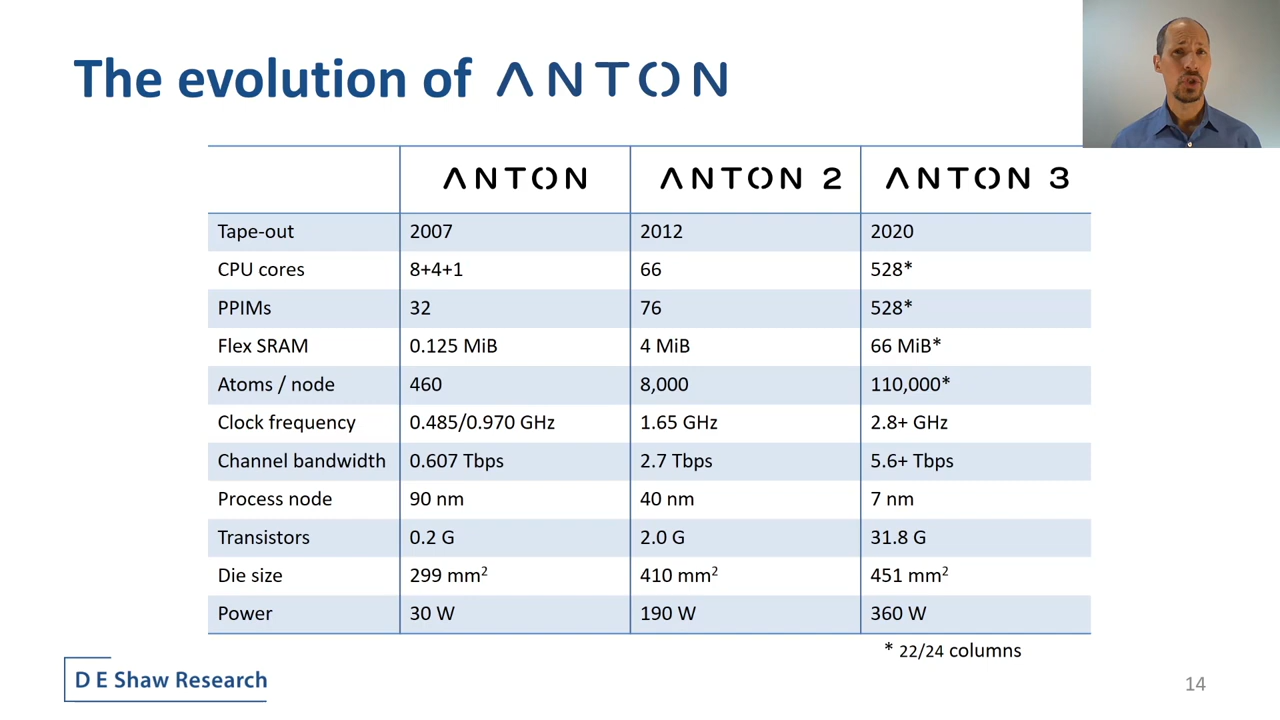 The evolution of ANTON
ANTON ANTON 2 ANTON 3
Tape-out 2007 2012 2020
CPU cores 8+4+1 66 528*
PPIMs 32 76 528*
Flex SRAM 0.125 MiB 4 MiB 66 MiB*
Atoms / node 460 8,000 110,000*
Clock frequency 0.485/0.970 GHz 1.65 GHz 2.8+ GHz
Channel bandwidth 0.607 Tbps 2.7 Tbps 5.6+ Tbps
Process node 90 nm 40 nm 7 nm
Transistors 0.2 G 2.0 G 31.8 G
Die size 299 mm² 410 mm² 451 mm²
Power 30 W 190 W 360 W
* 22/24 columns
D E Shaw Research
14